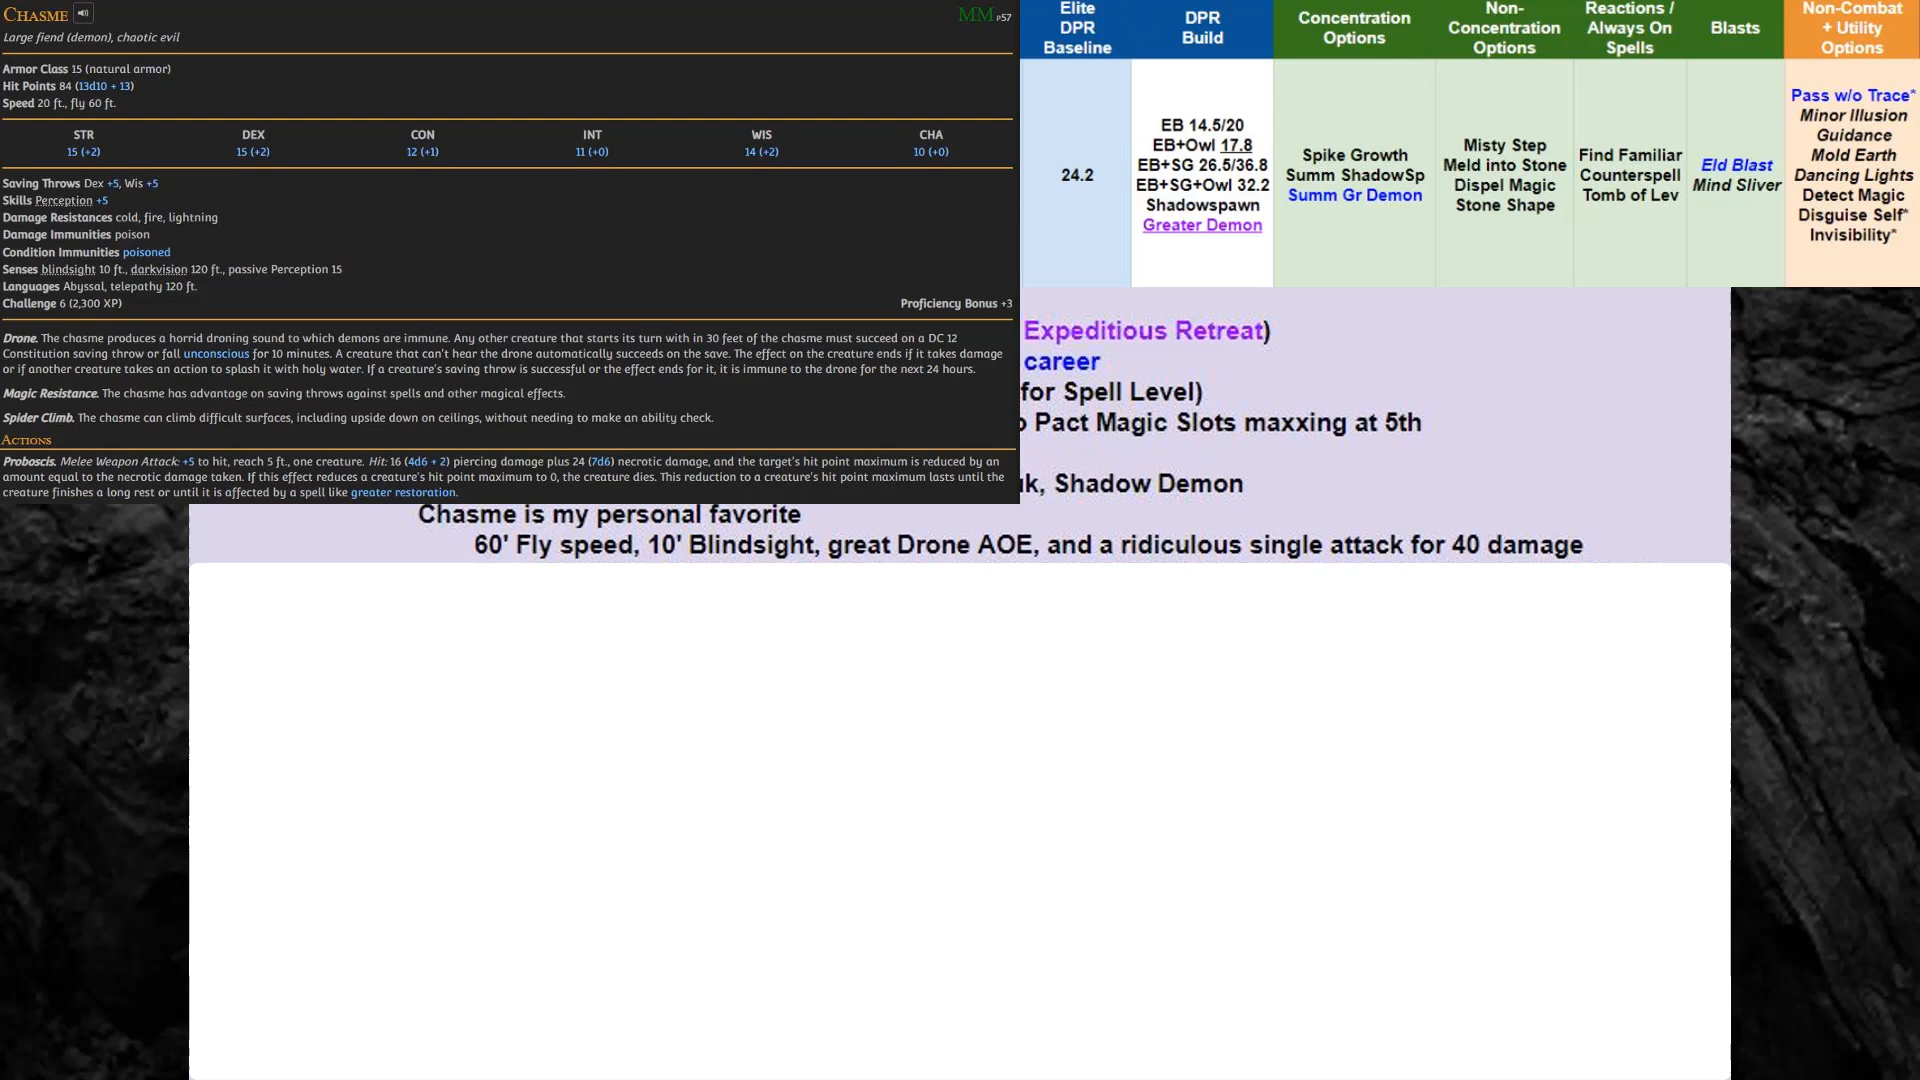 CHASME
MM P57
Large fiend (demon), chaotic evil
Armor Class 15 (natural armor)
Hit Points 84 (13d10 + 13)
Speed 20 ft., fly 60 ft.
STR DEX CON INT WIS CHA
15 (+2) 15 (+2) 12 (+1) 11 (+0) 14 (+2) 10 (+0)
Saving Throws Dex +5, Wis +5
Skills Perception +5
Damage Resistances cold, fire, lightning
Damage Immunities poison
Condition Immunities poisoned
Senses blindsight 10 ft., darkvision 120 ft., passive Perception 15
Languages Abyssal, telepathy 120 ft.
Challenge 6 (2,300 XP) Proficiency Bonus +3
Drone. The chasme produces a horrid droning sound to which demons are immune. Any other creature that starts its turn with in 30 feet of the chasme must succeed on a DC 12
Constitution saving throw or fall unconscious for 10 minutes. A creature that can't hear the drone automatically succeeds on the save. The effect on the creature ends if it takes damage
or if another creature takes an action to splash it with holy water. If a creature's saving throw is successful or the effect ends for it, it is immune to the drone for the next 24 hours.
Magic Resistance. The chasme has advantage on saving throws against spells and other magical effects.
Spider Climb. The chasme can climb difficult surfaces, including upside down on ceilings, without needing to make an ability check.
ACTIONS
Proboscis. Melee Weapon Attack: +5 to hit, reach 5 ft., one creature. Hit: 16 (4d6 + 2) piercing damage plus 24 (7d6) necrotic damage, and the target's hit point maximum is reduced by an
amount equal to the necrotic damage taken. If this effect reduces a creature's hit point maximum to 0, the creature dies. This reduction to a creature's hit point maximum lasts until the
creature finishes a long rest or until it is affected by a spell like greater restoration.
Elite
DPR
Baseline
DPR
Build
Concentration
Options
Non-
Concentration
Options
Reactions /
Always On
Spells
Blasts
Non-Combat
+ Utility
Options
24.2
EB 14.5/20
EB+Owl 17.8
EB+SG 26.5/36.8
EB+SG+Owl 32.2
Shadowspawn
Greater Demon
Spike Growth
Summ ShadowSp
Summ Gr Demon
Misty Step
Meld into Stone
Dispel Magic
Stone Shape
Find Familiar
Counterspell
Tomb of Lev
Eld Blast
Mind Sliver
Pass w/o Trace*
Minor Illusion
Guidance
Mold Earth
Dancing Lights
Detect Magic
Disguise Self*
Invisibility*
Expeditious Retreat)
career
for Spell Level)
Pact Magic Slots maxxing at 5th
Shadow Demon
Chasme is my personal favorite
60' Fly speed, 10' Blindsight, great Drone AOE, and a ridiculous single attack for 40 damage